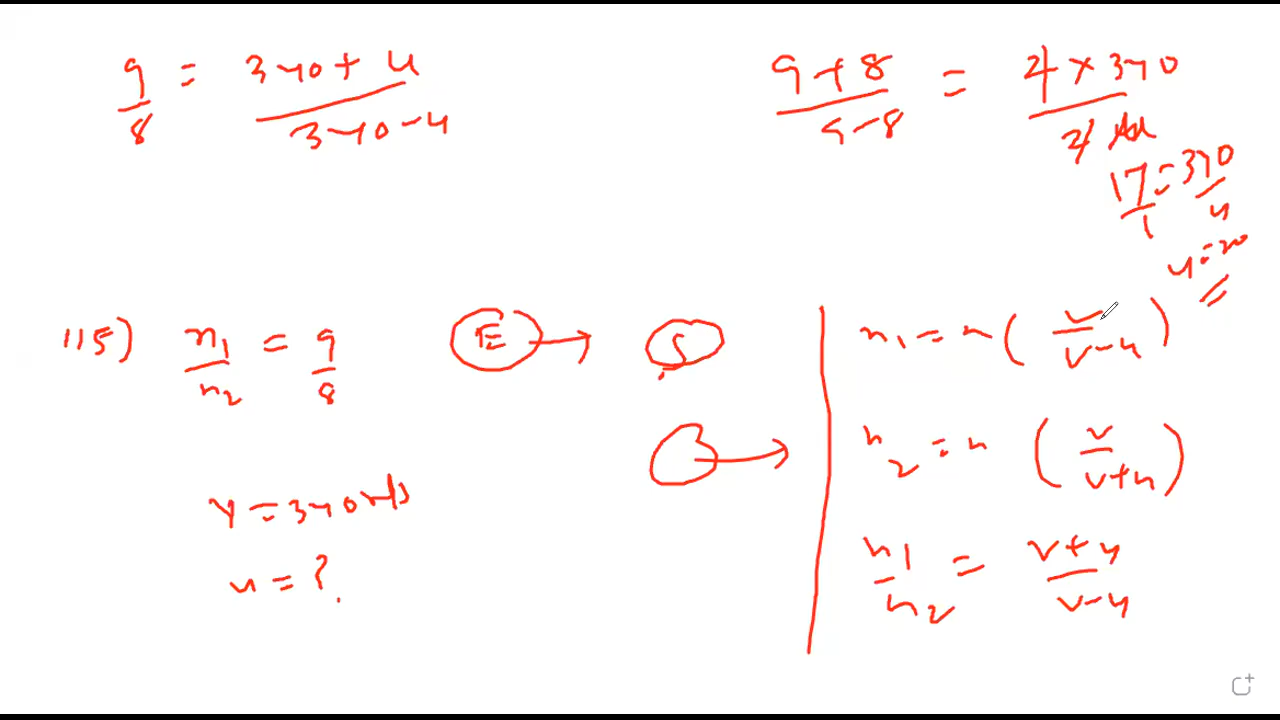 9/8 = 340+u / 340-u
9+8 / 9-8 = 2 × 340 / 2u
17/1 = 340/u
u = 20
115) n1/n2 = 9/8
E → S
n1 = n ( v / v-u )
n2 = n ( v / v+u )
v = 340 m/s
n1/n2 = v+u / v-u
u = ?